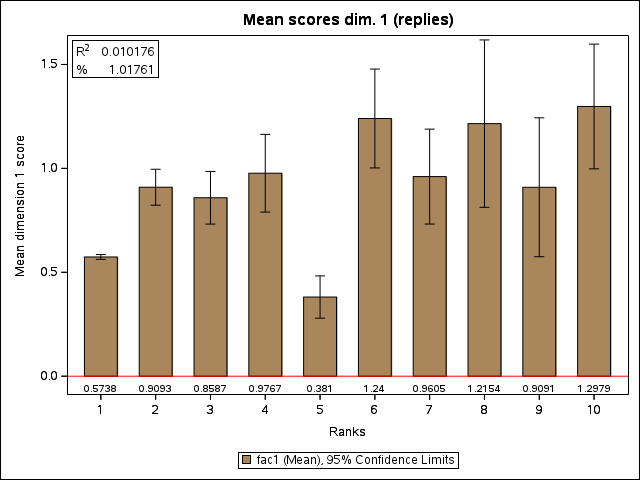 Mean scores dim. 1 (replies)
R² 0.010176
% 1.01761
Mean dimension 1 score
1.5
1.0
0.5
0.0
0.5738 0.9093 0.8587 0.9767 0.381 1.24 0.9605 1.2154 0.9091 1.2979
1 2 3 4 5 6 7 8 9 10
Ranks
fac1 (Mean), 95% Confidence Limits